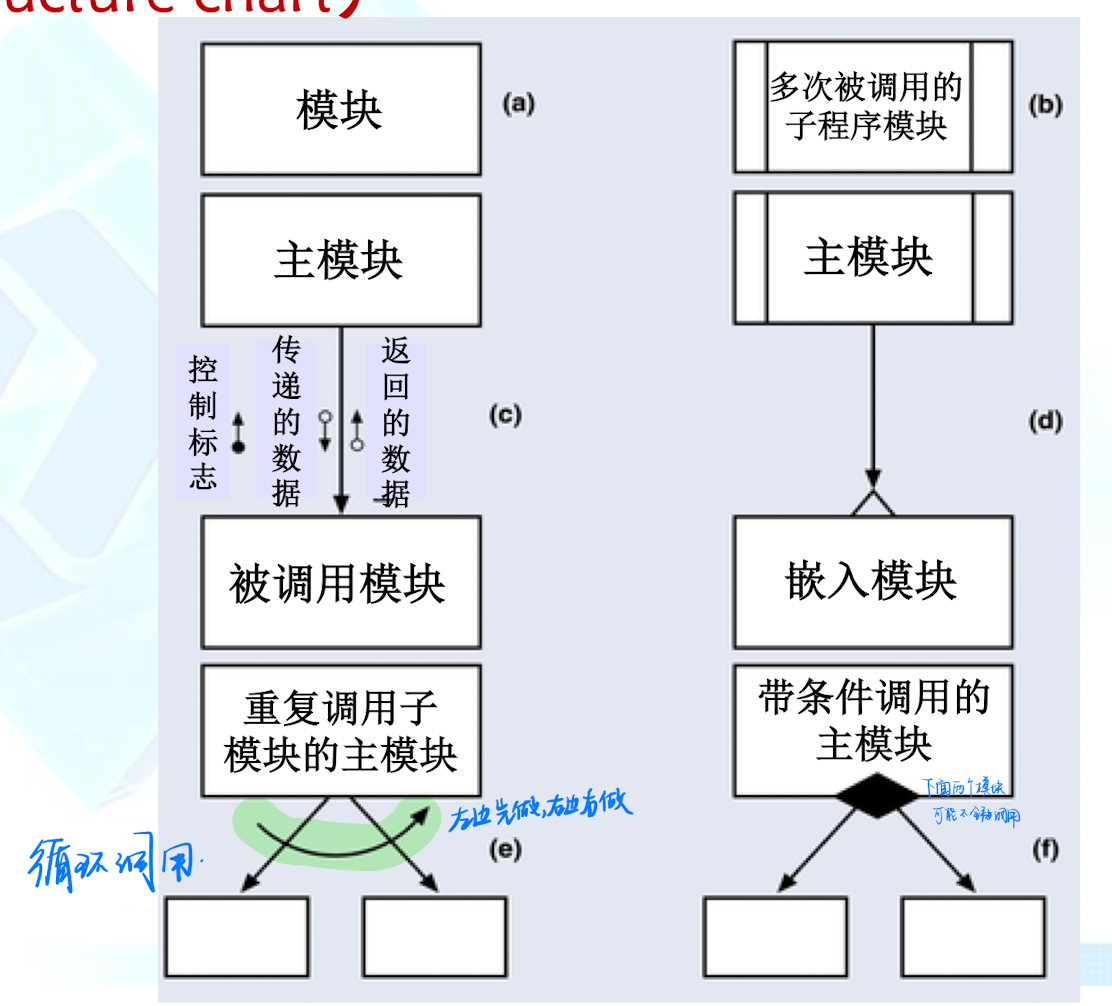 ucture chart)
模块
(a)
多次被调用的
子程序模块
(b)
主模块
主模块
控制标志
传递的数据
返回的数据
(c)
(d)
被调用模块
嵌入模块
重复调用子
模块的主模块
带条件调用的
主模块
下面两个模块
可能不全部调用
左边先做,右边右做
循环调用.
(e)
(f)